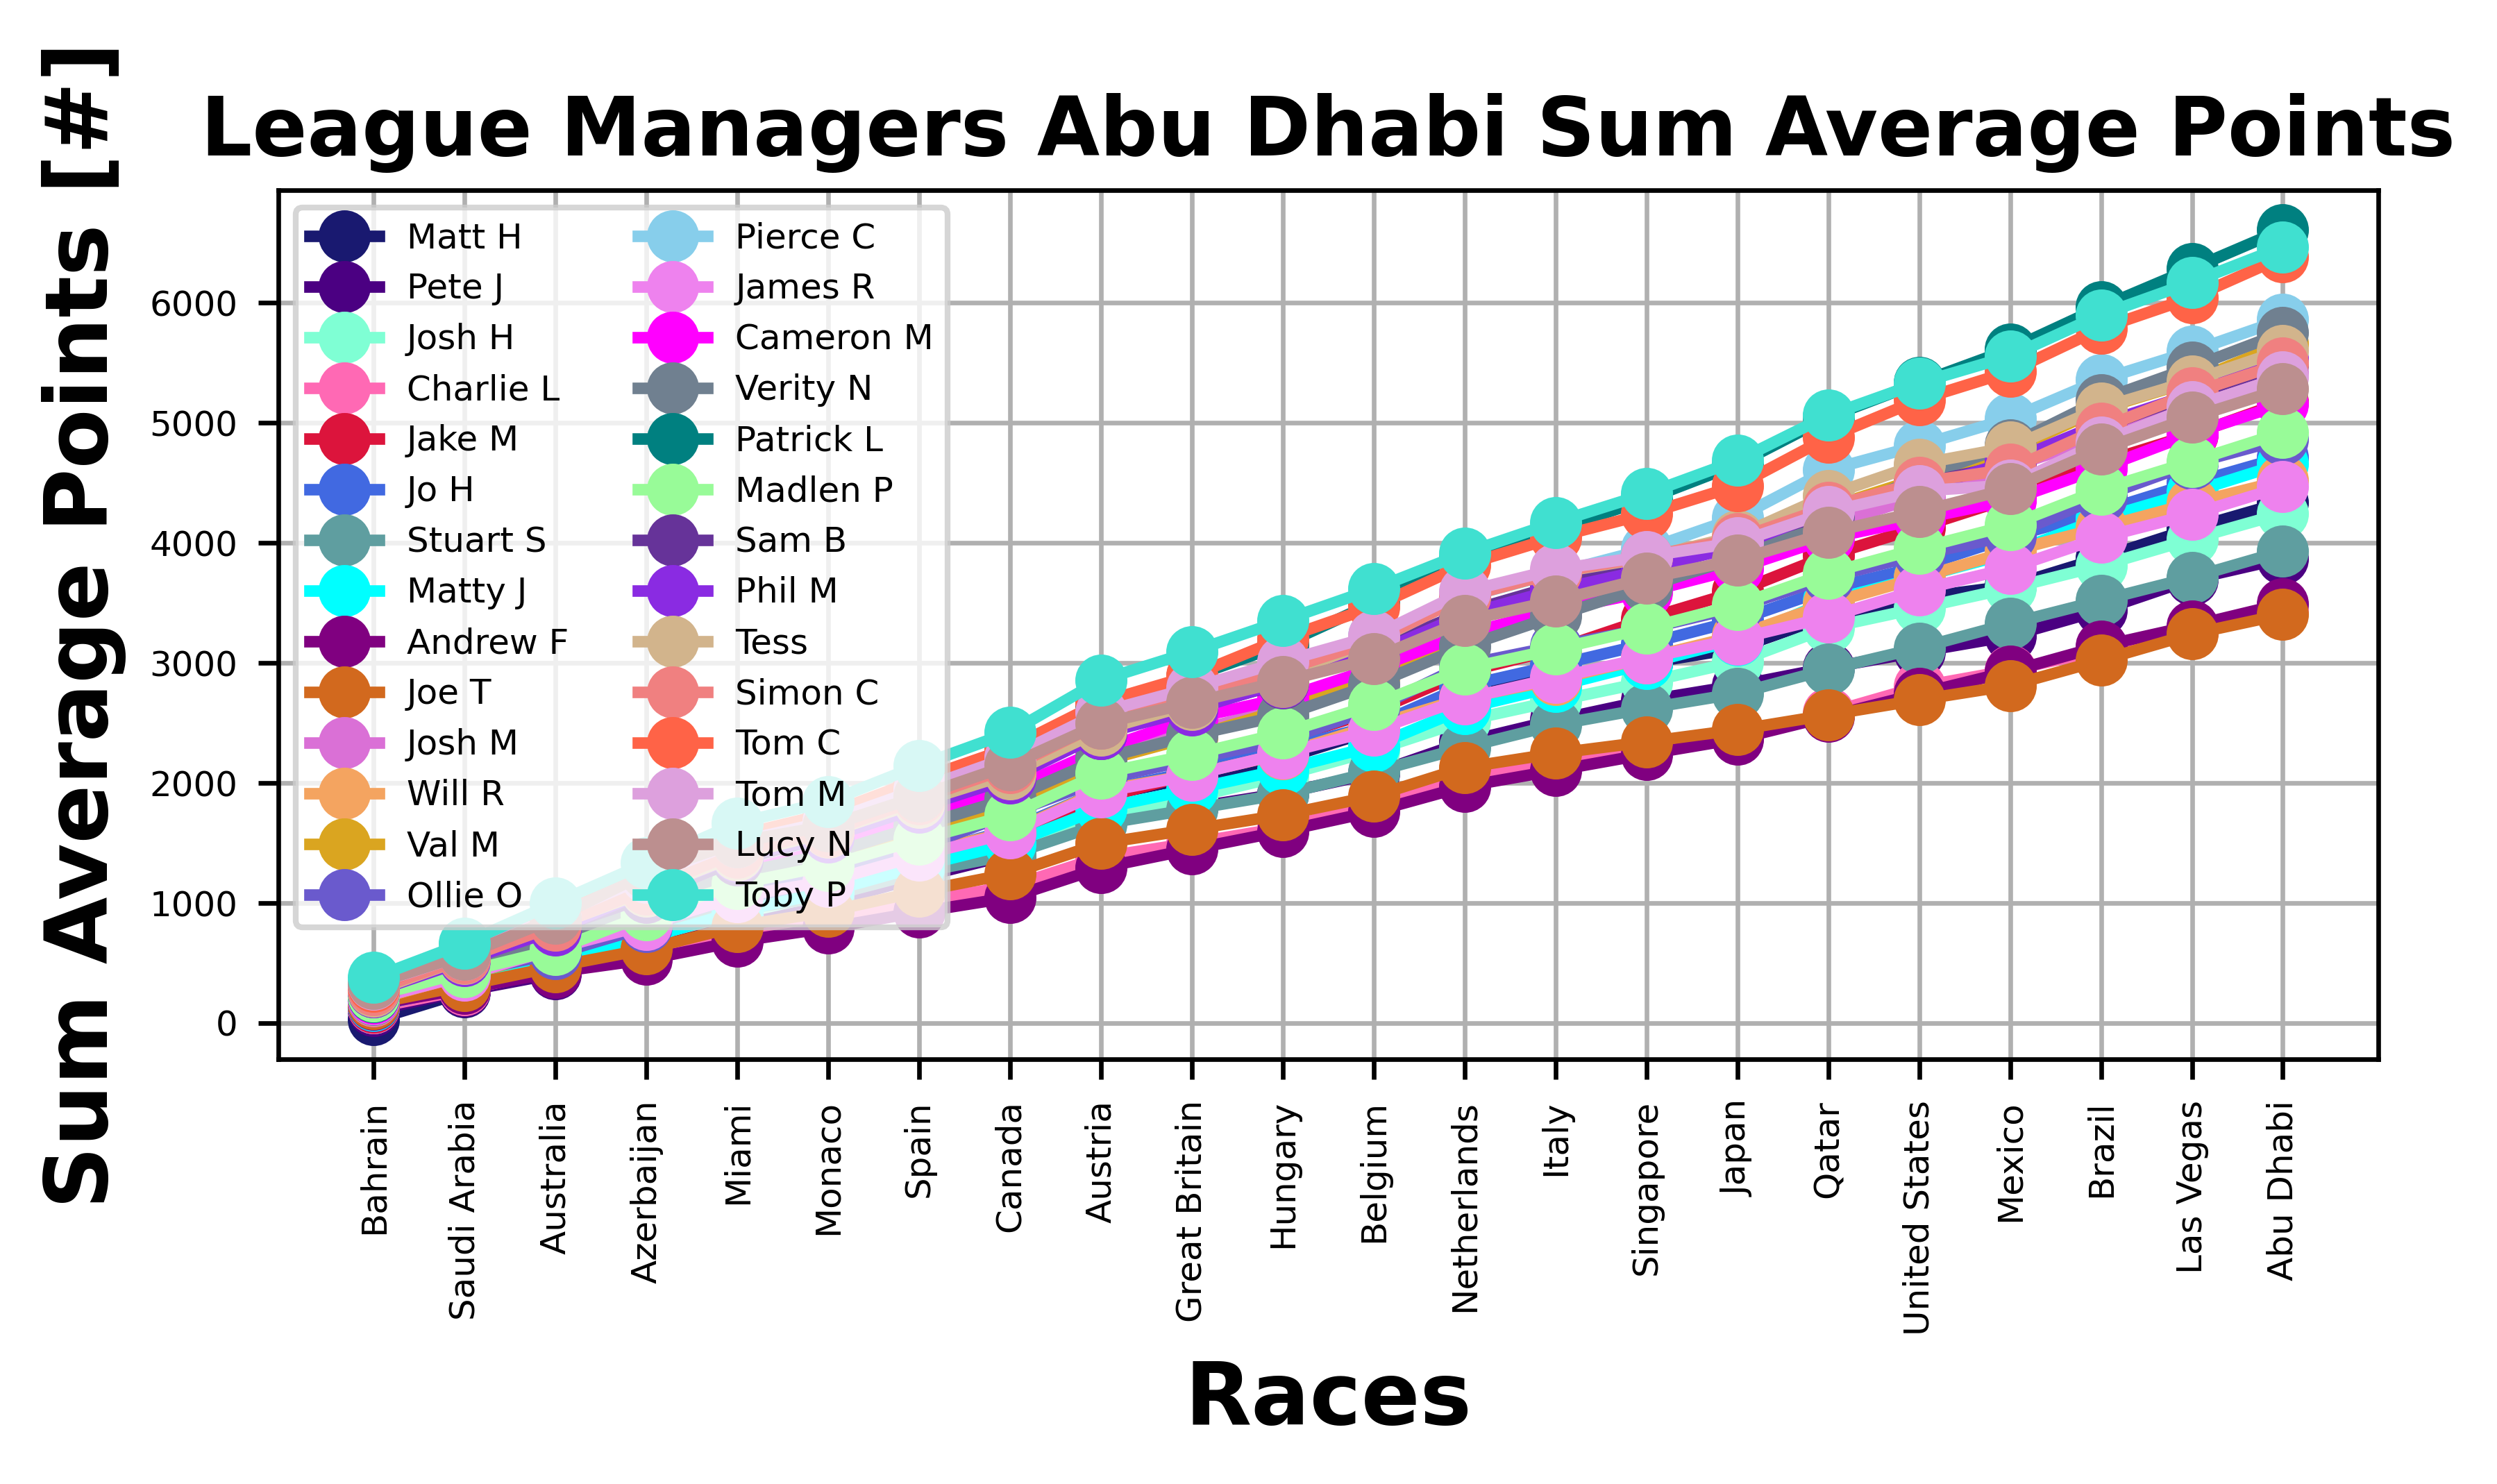 League Managers Abu Dhabi Sum Average Points
Sum Average Points [#]
6000
5000
4000
3000
2000
1000
0
Matt H
Pete J
Josh H
Charlie L
Jake M
Jo H
Stuart S
Matty J
Andrew F
Joe T
Josh M
Will R
Val M
Ollie O
Pierce C
James R
Cameron M
Verity N
Patrick L
Madlen P
Sam B
Phil M
Tess
Simon C
Tom C
Tom M
Lucy N
Toby P
Bahrain
Saudi Arabia
Australia
Azerbaijan
Miami
Monaco
Spain
Canada
Austria
Great Britain
Hungary
Belgium
Netherlands
Italy
Singapore
Japan
Qatar
United States
Mexico
Brazil
Las Vegas
Abu Dhabi
Races